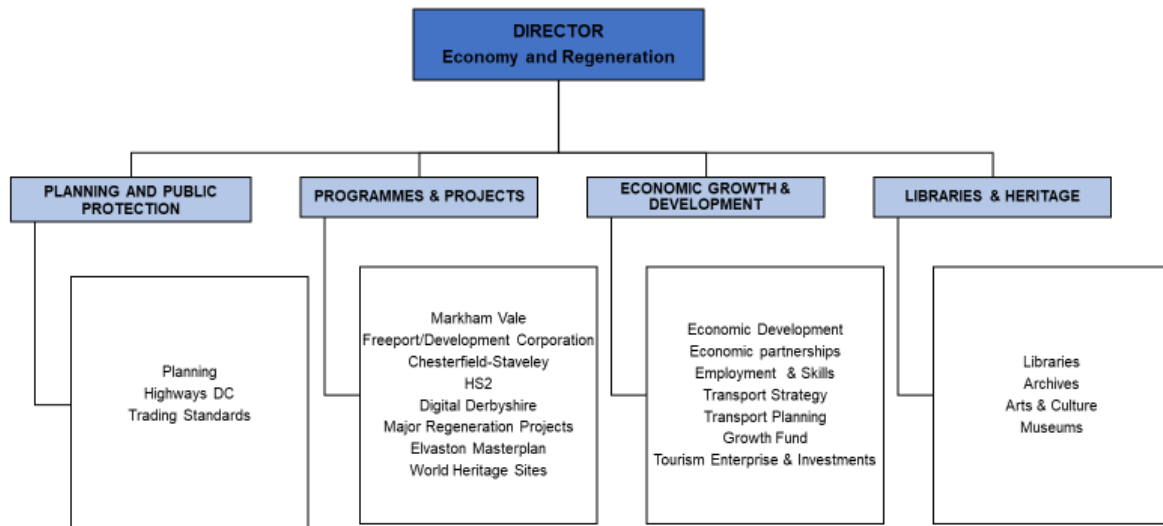 DIRECTOR
Economy and Regeneration
PLANNING AND PUBLIC
PROTECTION
PROGRAMMES & PROJECTS
ECONOMIC GROWTH &
DEVELOPMENT
LIBRARIES & HERITAGE
Planning
Highways DC
Trading Standards
Markham Vale
Freeport/Development Corporation
Chesterfield-Staveley
HS2
Digital Derbyshire
Major Regeneration Projects
Elvaston Masterplan
World Heritage Sites
Economic Development
Economic partnerships
Employment & Skills
Transport Strategy
Transport Planning
Growth Fund
Tourism Enterprise & Investments
Libraries
Archives
Arts & Culture
Museums